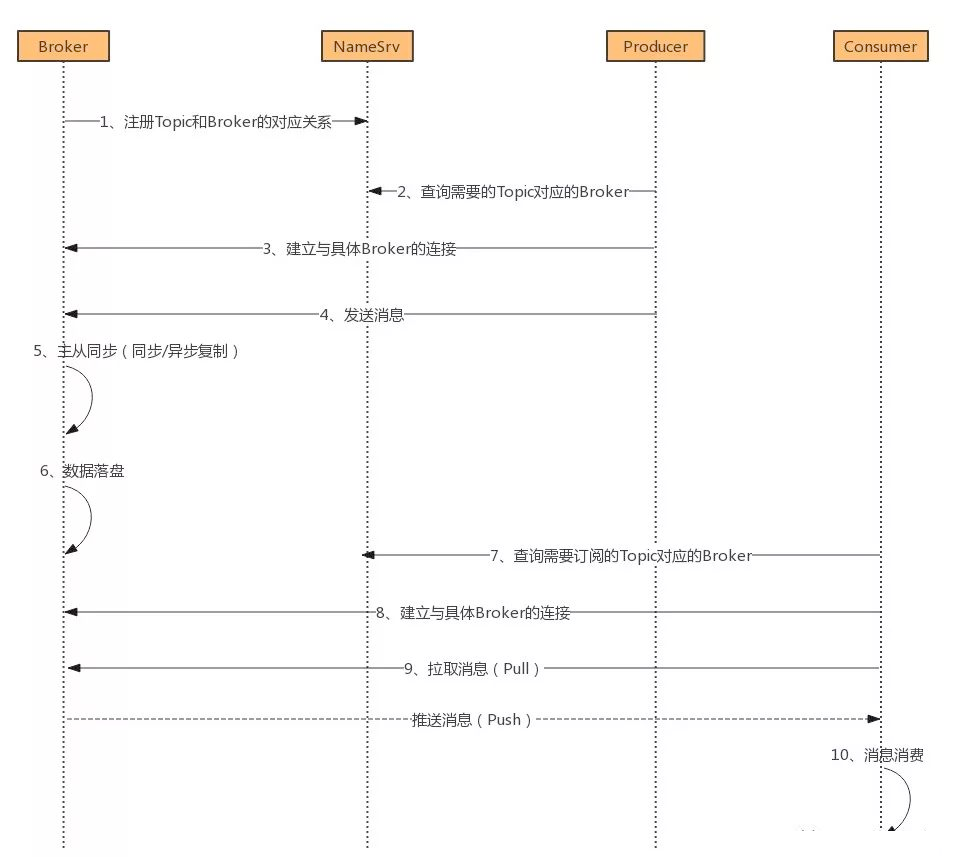 Broker
NameSrv
Producer
Consumer
1、注册Topic和Broker的对应关系
2、查询需要的Topic对应的Broker
3、建立与具体Broker的连接
4、发送消息
5、主从同步（同步/异步复制）
6、数据落盘
7、查询需要订阅的Topic对应的Broker
8、建立与具体Broker的连接
9、拉取消息（Pull）
推送消息（Push）
10、消息消费